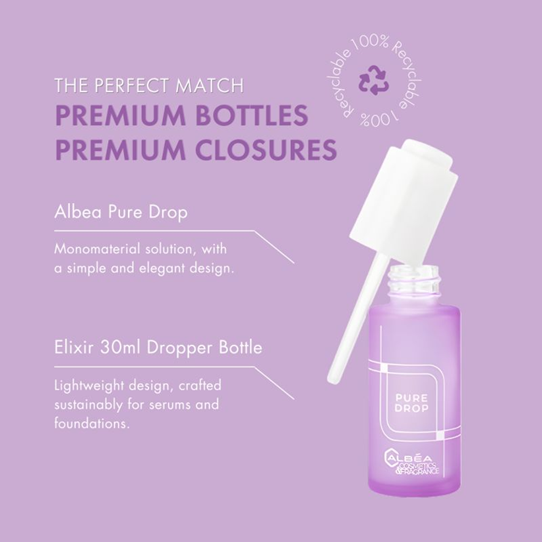 100% Recyclable 100% Recyclable
THE PERFECT MATCH
PREMIUM BOTTLES
PREMIUM CLOSURES
Albea Pure Drop
Monomaterial solution, with
a simple and elegant design.
Elixir 30ml Dropper Bottle
Lightweight design, crafted
sustainably for serums and
foundations.
PURE
DROP
ALBÉA
COSMETICS
& FRAGRANCE